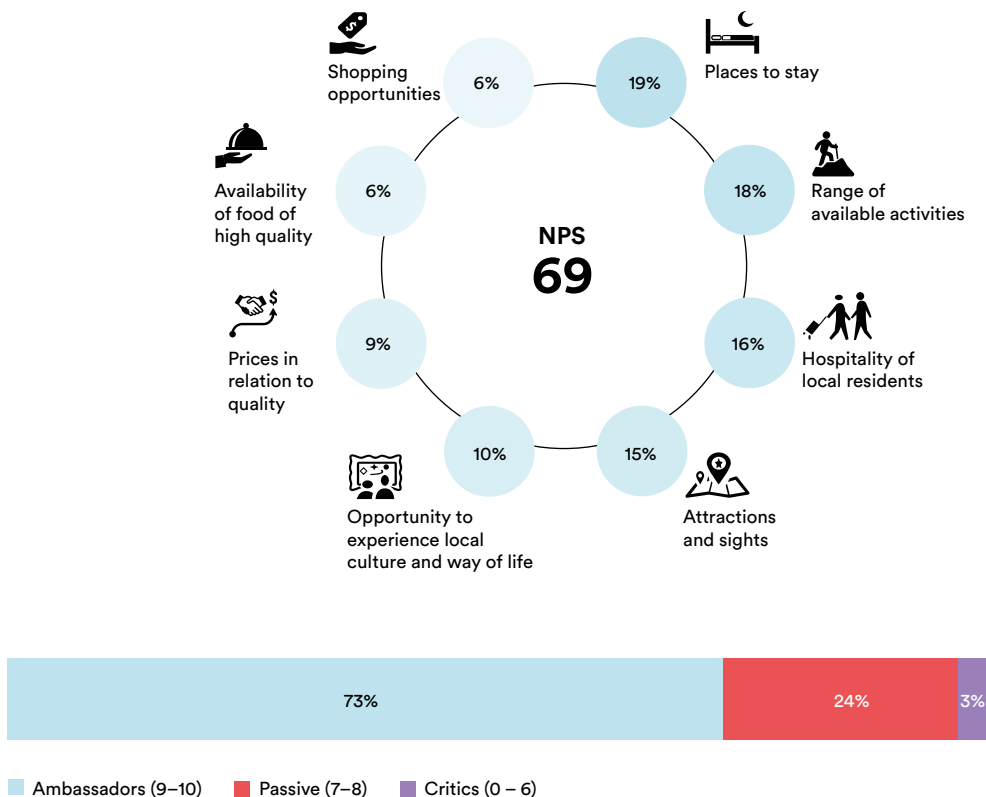 Shopping
opportunities
6%
19%
Places to stay
Availability
of food of
high quality
6%
18%
Range of
available activities
NPS
69
Prices in
relation to
quality
9%
16%
Hospitality of
local residents
10%
15%
Opportunity to
experience local
culture and way of life
Attractions
and sights
73%
24%
3%
Ambassadors (9–10)
Passive (7–8)
Critics (0 – 6)